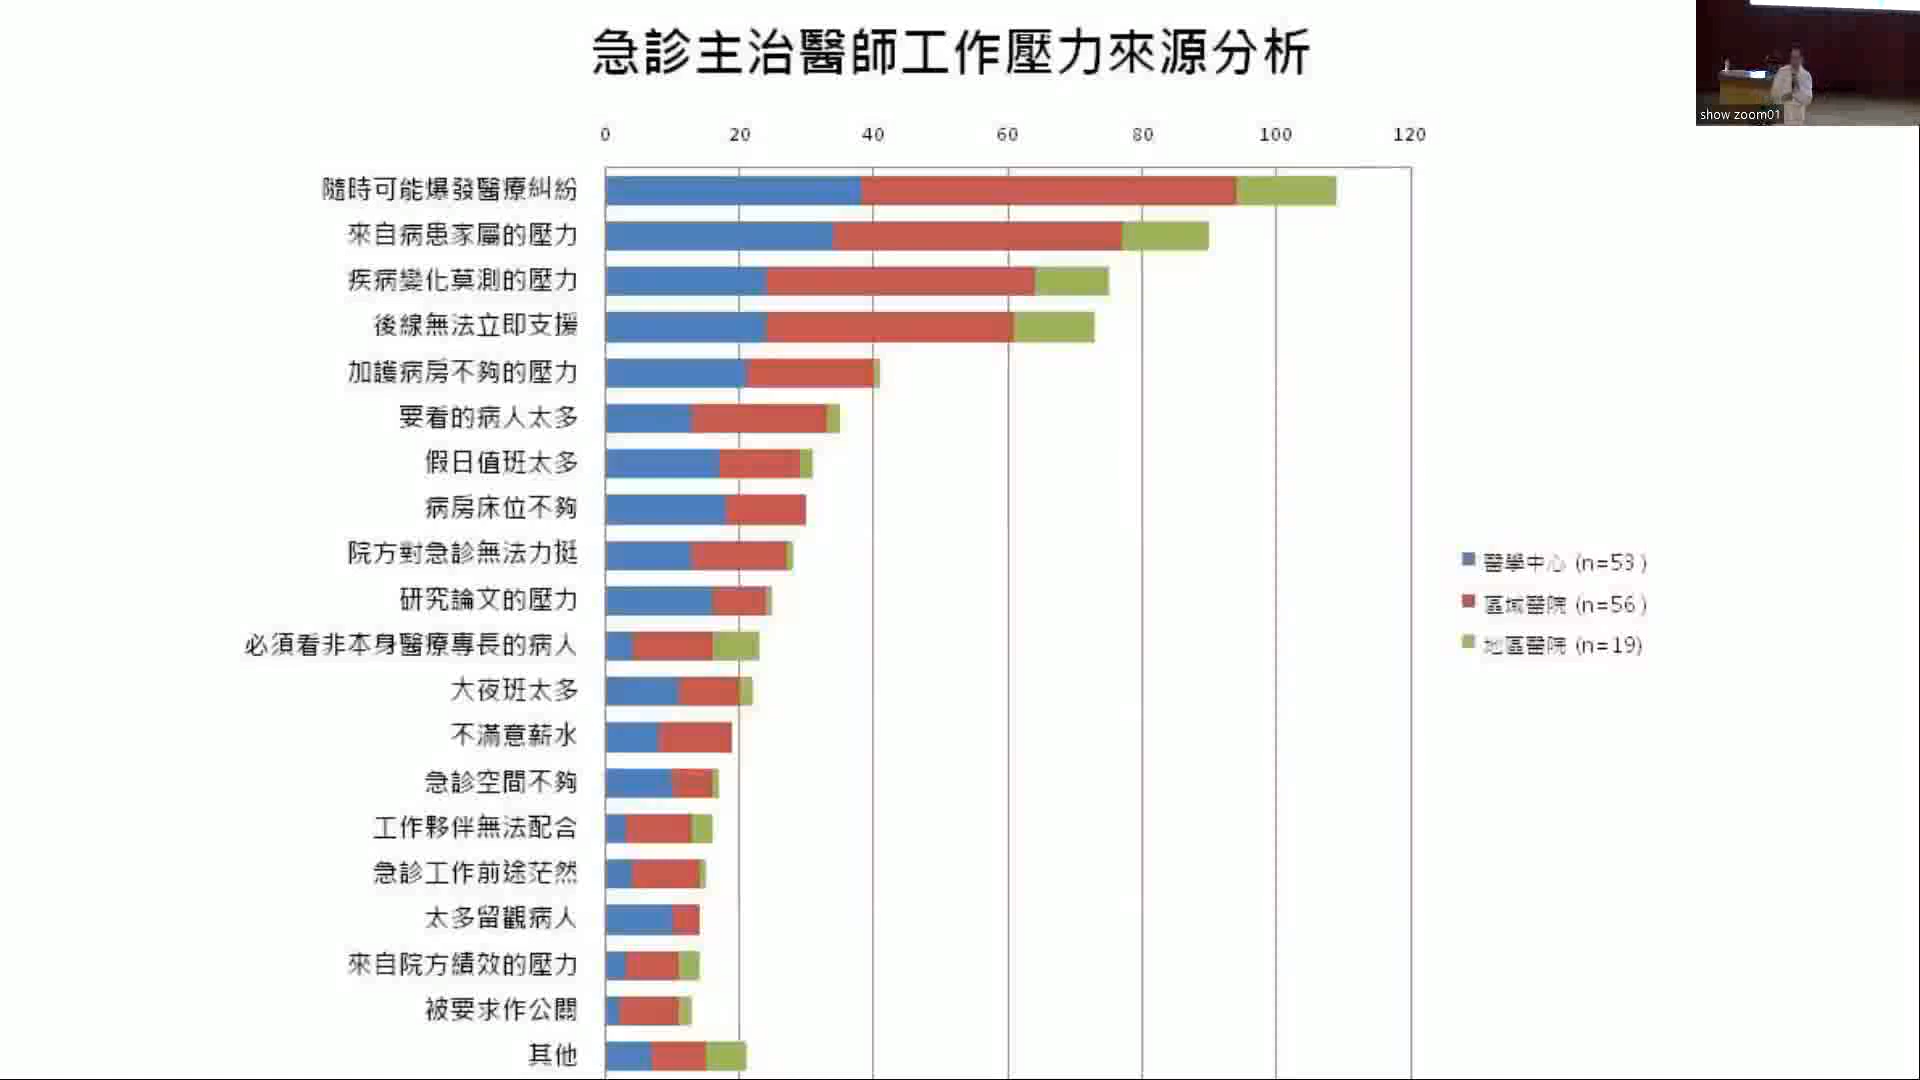 急診主治醫師工作壓力來源分析
show zoom01
0 20 40 60 80 100 120
隨時可能爆發醫療糾紛
來自病患家屬的壓力
疾病變化莫測的壓力
後線無法立即支援
加護病房不夠的壓力
要看的病人太多
假日值班太多
病房床位不夠
院方對急診無法力挺
研究論文的壓力
必須看非本身醫療專長的病人
大夜班太多
不滿意薪水
急診空間不夠
工作夥伴無法配合
急診工作前途茫然
太多留觀病人
來自院方績效的壓力
被要求作公關
其他
醫學中心 (n=53 )
區域醫院 (n=56 )
地區醫院 (n=19)